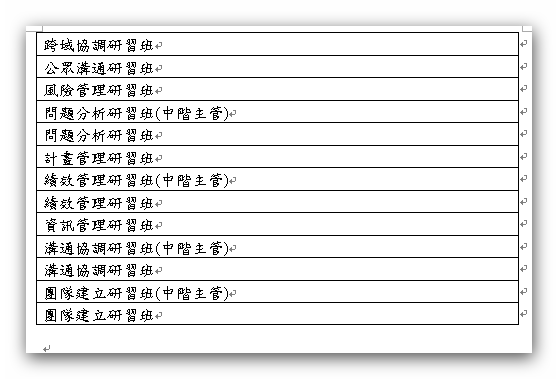 跨域協調研習班
公眾溝通研習班
風險管理研習班
問題分析研習班(中階主管)
問題分析研習班
計畫管理研習班
績效管理研習班(中階主管)
績效管理研習班
資訊管理研習班
溝通協調研習班(中階主管)
溝通協調研習班
團隊建立研習班(中階主管)
團隊建立研習班